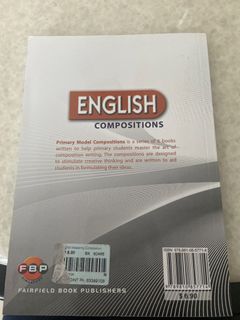 ENGLISH
COMPOSITIONS
Primary Model Compositions is a series of 6 books
written to help primary students master the art of
composition writing. The compositions are designed
to stimulate creative thinking and are written to aid
students in formulating their ideas.
FBP
FAIRFIELD BOOK PUBLISHERS
$ 6.90